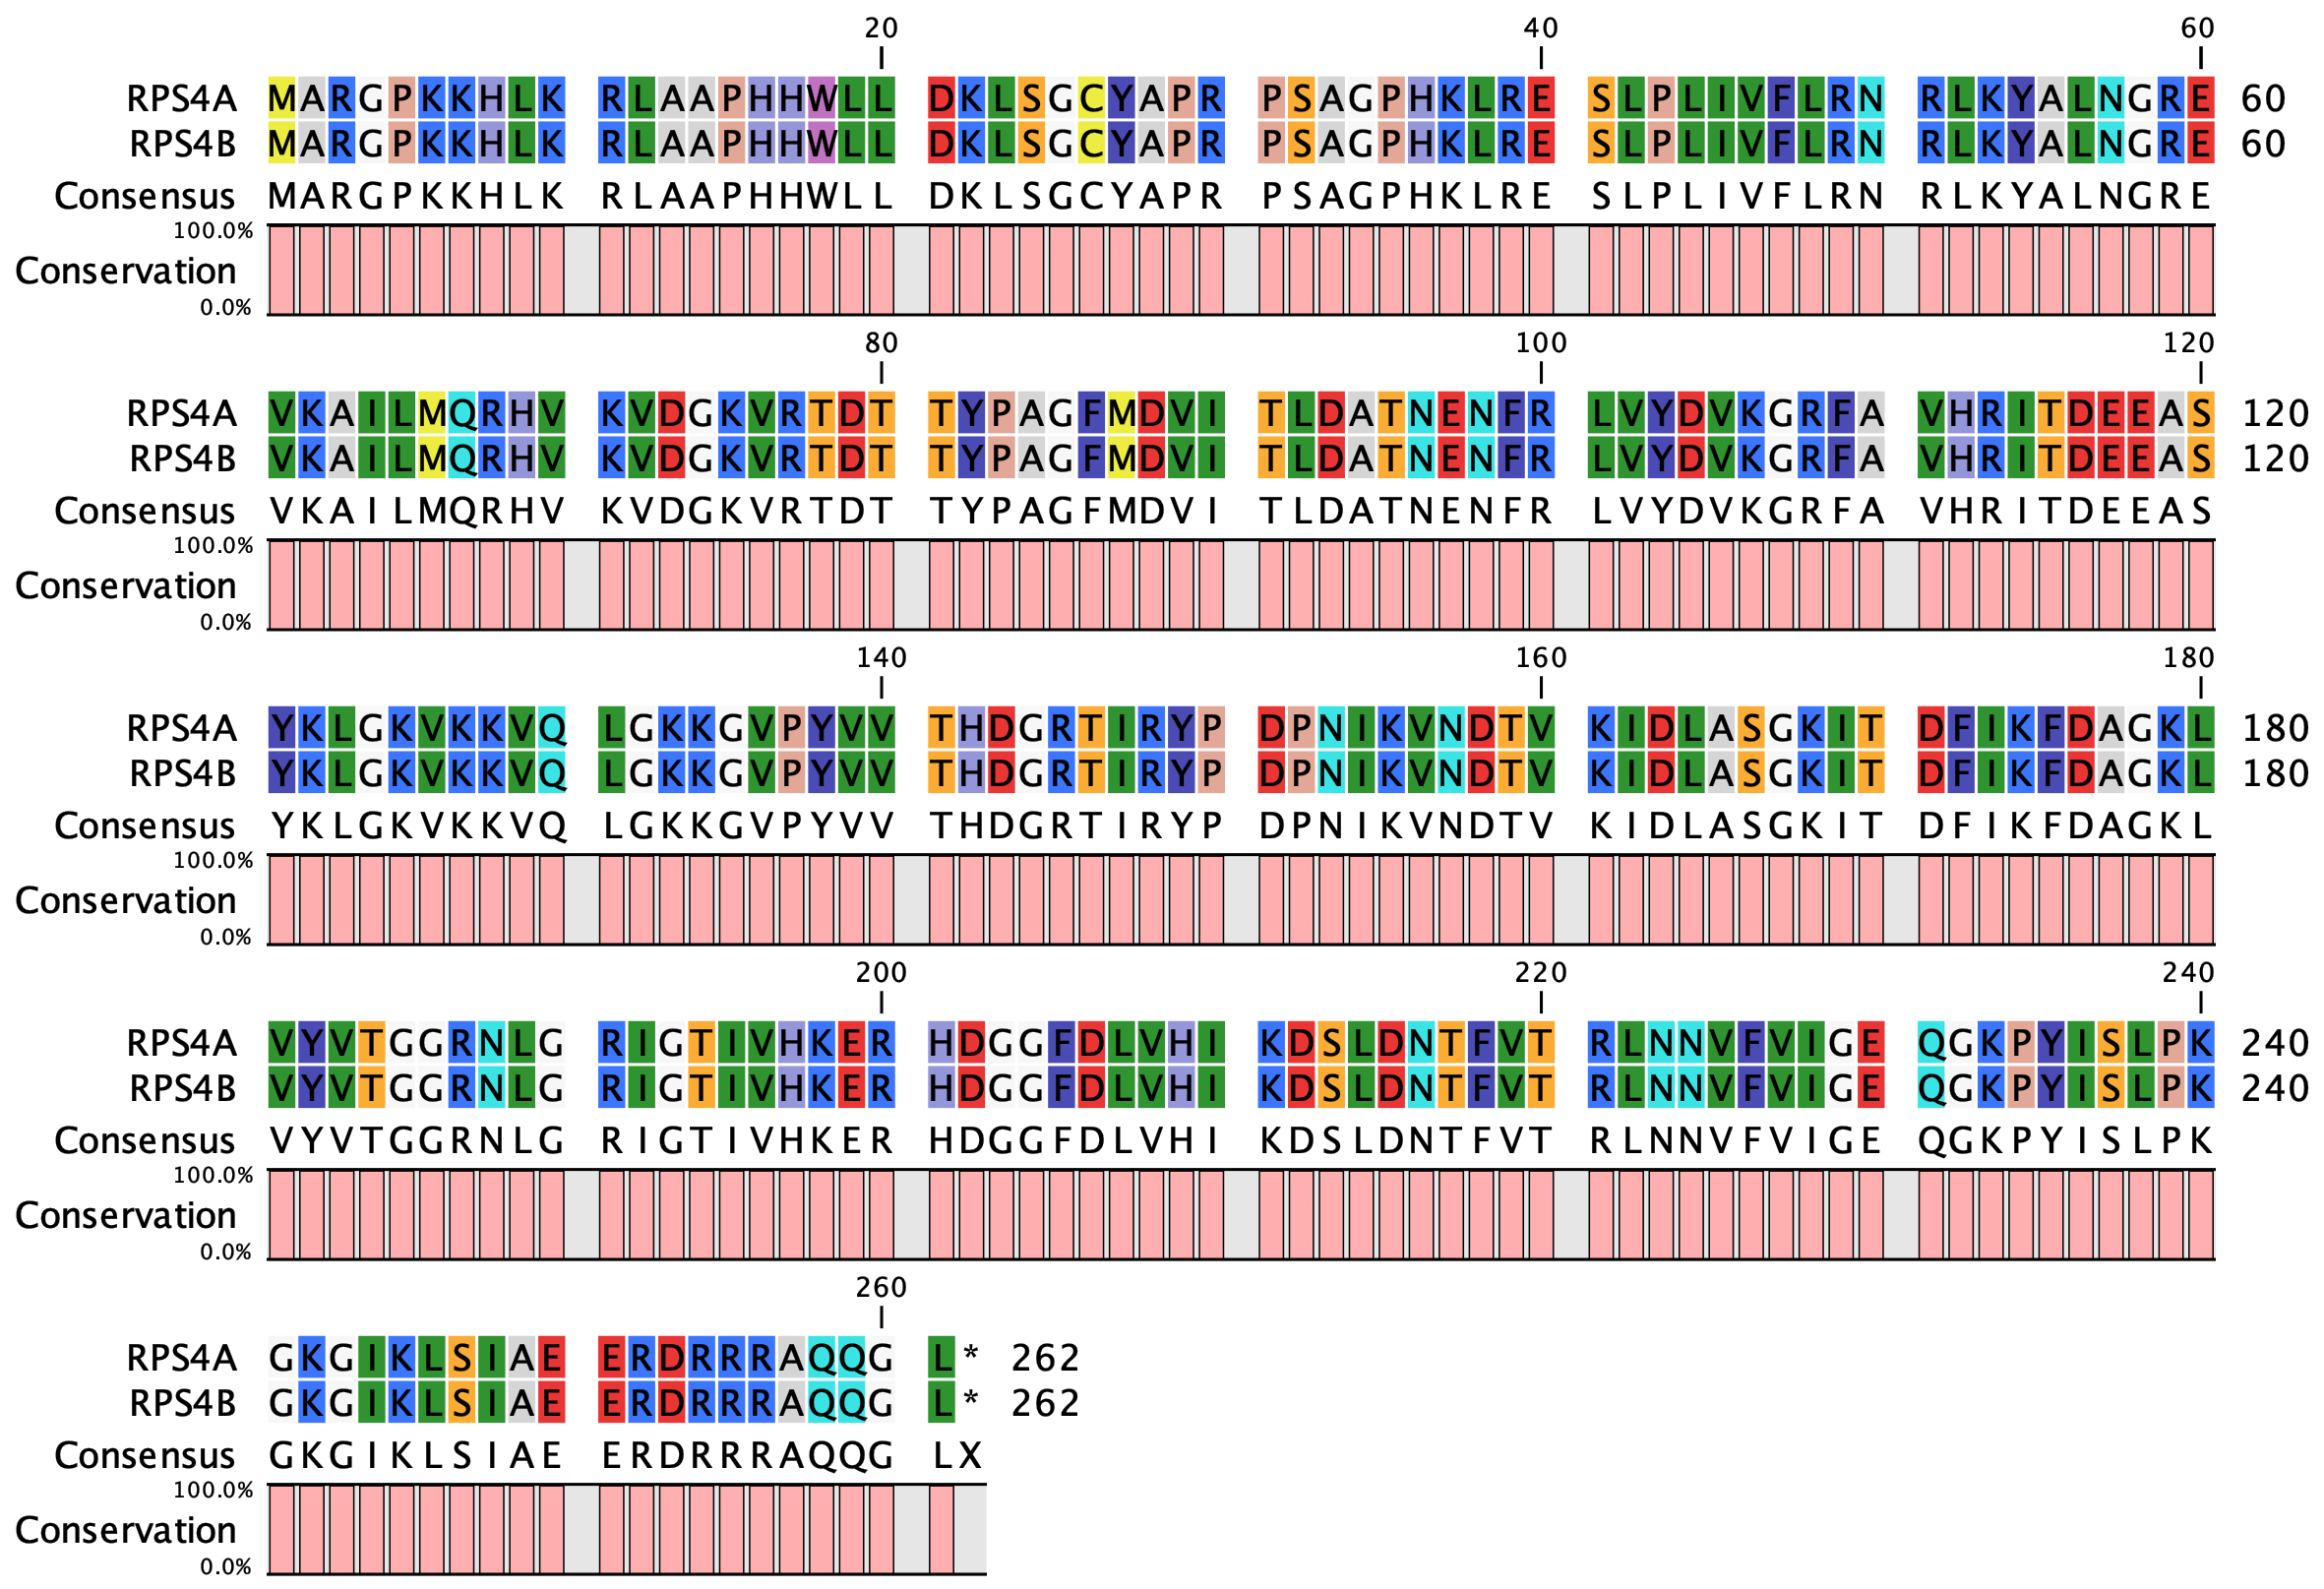 20 40 60
RPS4A MARGPKKHLK RLAAPHHWLL DKLSGCYAPR PSAGPHKLRE SLPLIVFLRN RLKYALNGRE 60
RPS4B MARGPKKHLK RLAAPHHWLL DKLSGCYAPR PSAGPHKLRE SLPLIVFLRN RLKYALNGRE 60
Consensus MARGPKKHLK RLAAPHHWLL DKLSGCYAPR PSAGPHKLRE SLPLIVFLRN RLKYALNGRE
100.0%
Conservation
0.0%
80 100 120
RPS4A VKAILMQRHV KVDGKVRTDT TYPAGFMDVI TLDATNENFR LVYDVKGRFA VHRITDEEAS 120
RPS4B VKAILMQRHV KVDGKVRTDT TYPAGFMDVI TLDATNENFR LVYDVKGRFA VHRITDEEAS 120
Consensus VKAILMQRHV KVDGKVRTDT TYPAGFMDVI TLDATNENFR LVYDVKGRFA VHRITDEEAS
100.0%
Conservation
0.0%
140 160 180
RPS4A YKLGKVKKVQ LGKKGVPYVV THDGRTIRYP DPNIKVNDTV KIDLASGKIT DFIKFDAGKL 180
RPS4B YKLGKVKKVQ LGKKGVPYVV THDGRTIRYP DPNIKVNDTV KIDLASGKIT DFIKFDAGKL 180
Consensus YKLGKVKKVQ LGKKGVPYVV THDGRTIRYP DPNIKVNDTV KIDLASGKIT DFIKFDAGKL
100.0%
Conservation
0.0%
200 220 240
RPS4A VYVTGGRNLG RIGTIVHKER HDGGFDLVHI KDSLDNTFVT RLNNVFVIGE QGKPYISLPK 240
RPS4B VYVTGGRNLG RIGTIVHKER HDGGFDLVHI KDSLDNTFVT RLNNVFVIGE QGKPYISLPK 240
Consensus VYVTGGRNLG RIGTIVHKER HDGGFDLVHI KDSLDNTFVT RLNNVFVIGE QGKPYISLPK
100.0%
Conservation
0.0%
260
RPS4A GKGIKLSIAE ERDRRRAQQG L* 262
RPS4B GKGIKLSIAE ERDRRRAQQG L* 262
Consensus GKGIKLSIAE ERDRRRAQQG LX
100.0%
Conservation
0.0%